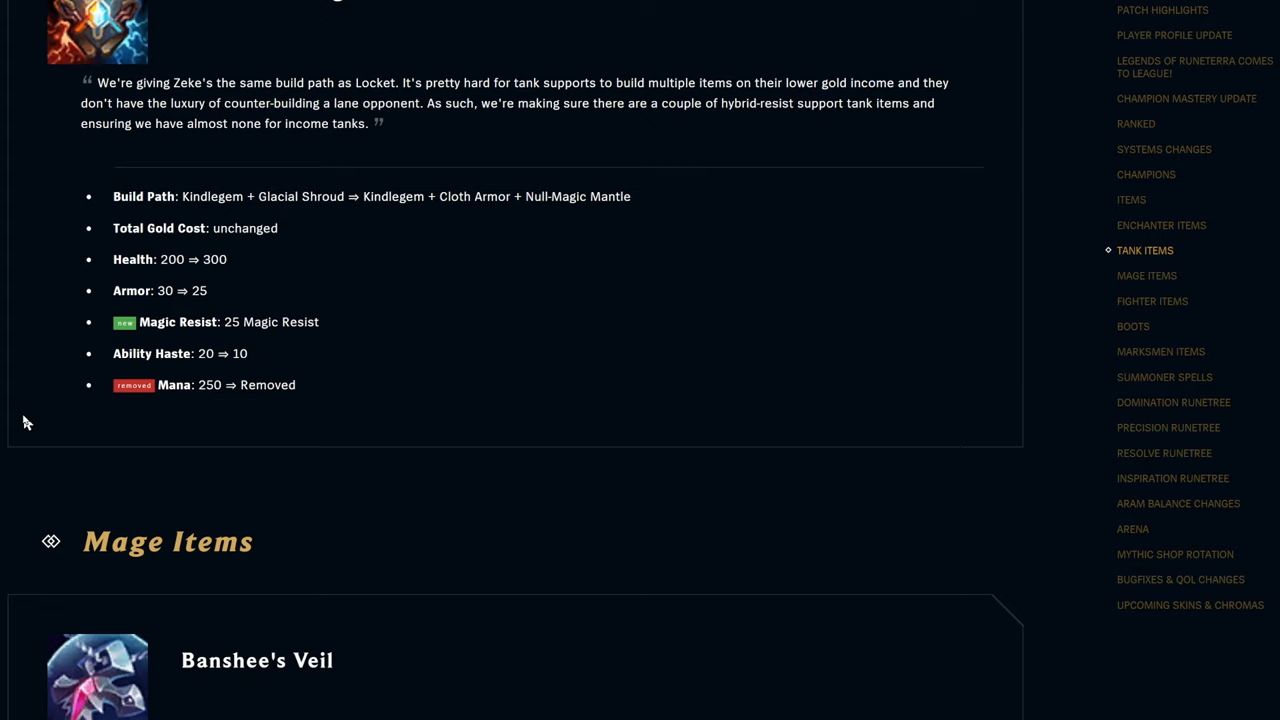 “ We're giving Zeke's the same build path as Locket. It's pretty hard for tank supports to build multiple items on their lower gold income and they
don't have the luxury of counter-building a lane opponent. As such, we're making sure there are a couple of hybrid-resist support tank items and
ensuring we have almost none for income tanks. ”
• Build Path: Kindlegem + Glacial Shroud ⇒ Kindlegem + Cloth Armor + Null-Magic Mantle
• Total Gold Cost: unchanged
• Health: 200 ⇒ 300
• Armor: 30 ⇒ 25
• new Magic Resist: 25 Magic Resist
• Ability Haste: 20 ⇒ 10
• removed Mana: 250 ⇒ Removed
Mage Items
Banshee's Veil
PATCH HIGHLIGHTS
PLAYER PROFILE UPDATE
LEGENDS OF RUNETERRA COMES
TO LEAGUE!
CHAMPION MASTERY UPDATE
RANKED
SYSTEMS CHANGES
CHAMPIONS
ITEMS
ENCHANTER ITEMS
TANK ITEMS
MAGE ITEMS
FIGHTER ITEMS
BOOTS
MARKSMEN ITEMS
SUMMONER SPELLS
DOMINATION RUNETREE
PRECISION RUNETREE
RESOLVE RUNETREE
INSPIRATION RUNETREE
ARAM BALANCE CHANGES
ARENA
MYTHIC SHOP ROTATION
BUGFIXES & QOL CHANGES
UPCOMING SKINS & CHROMAS